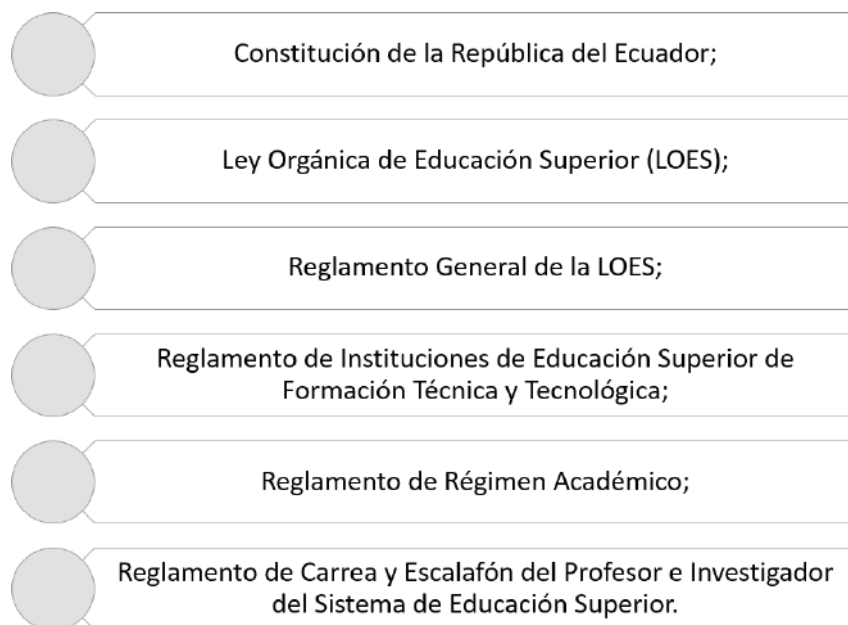 Constitución de la República del Ecuador;
Ley Orgánica de Educación Superior (LOES);
Reglamento General de la LOES;
Reglamento de Instituciones de Educación Superior de
Formación Técnica y Tecnológica;
Reglamento de Régimen Académico;
Reglamento de Carrea y Escalafón del Profesor e Investigador
del Sistema de Educación Superior.